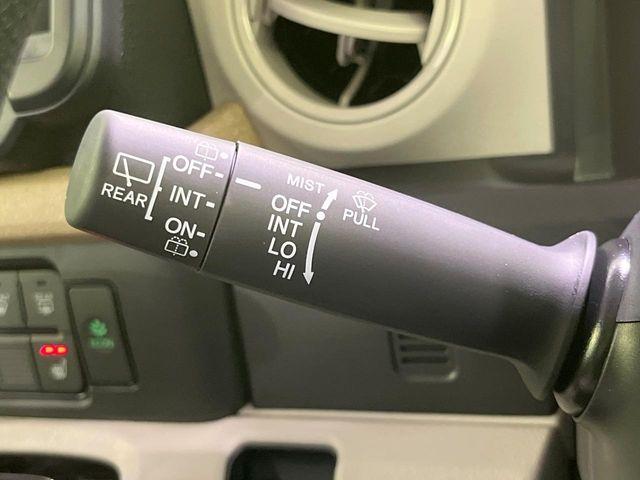 REAR
OFF
INT
ON
MIST
OFF
INT
LO
HI
PULL